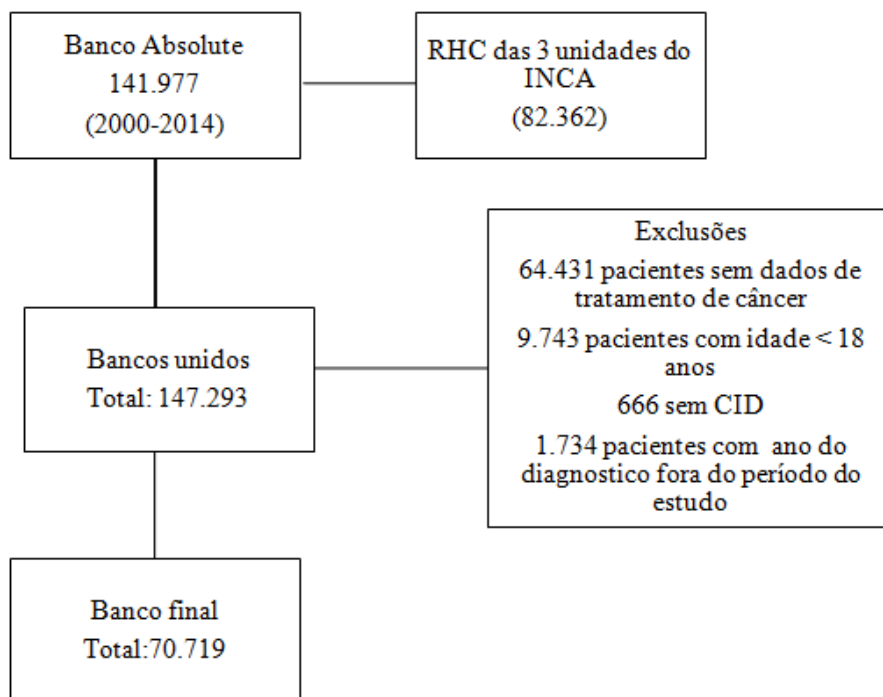 Banco Absolute
141.977
(2000-2014)
RHC das 3 unidades do
INCA
(82.362)
Exclusões
64.431 pacientes sem dados de
tratamento de câncer
9.743 pacientes com idade < 18
anos
666 sem CID
1.734 pacientes com ano do
diagnostico fora do período do
estudo
Bancos unidos
Total: 147.293
Banco final
Total:70.719